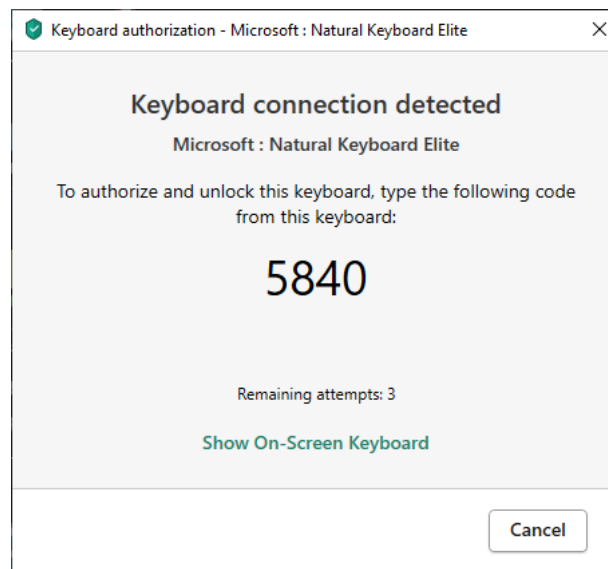 Keyboard authorization - Microsoft : Natural Keyboard Elite
Keyboard connection detected
Microsoft : Natural Keyboard Elite
To authorize and unlock this keyboard, type the following code
from this keyboard:
5840
Remaining attempts: 3
Show On-Screen Keyboard
Cancel